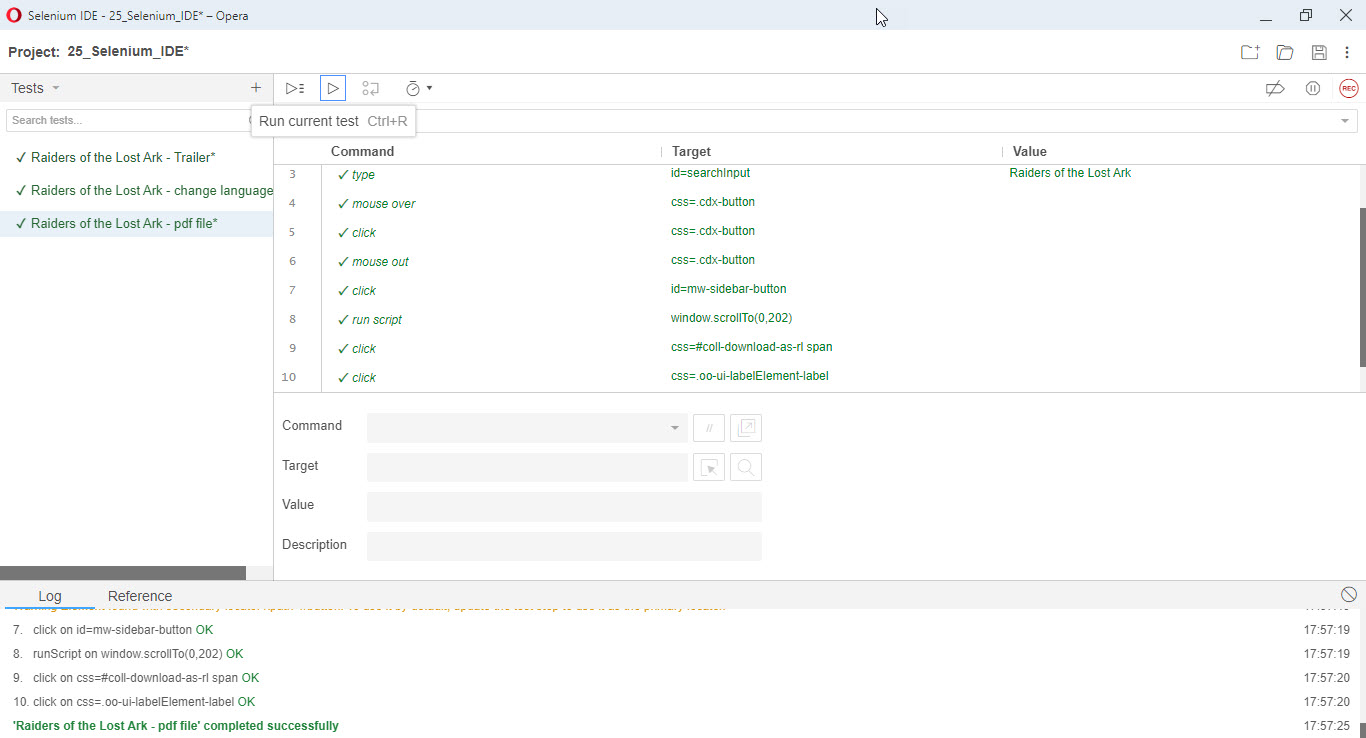 Selenium IDE - 25_Selenium_IDE* – Opera
Project: 25_Selenium_IDE*
Tests
REC
Search tests...
Run current test Ctrl+R
✓ Raiders of the Lost Ark - Trailer*
✓ Raiders of the Lost Ark - change language
✓ Raiders of the Lost Ark - pdf file*
Command Target Value
3 ✓ type id=searchInput Raiders of the Lost Ark
4 ✓ mouse over css=.cdx-button
5 ✓ click css=.cdx-button
6 ✓ mouse out css=.cdx-button
7 ✓ click id=mw-sidebar-button
8 ✓ run script window.scrollTo(0,202)
9 ✓ click css=#coll-download-as-rl span
10 ✓ click css=.oo-ui-labelElement-label
Command
//
Target
Value
Description
Log Reference
7. click on id=mw-sidebar-button OK 17:57:19
8. runScript on window.scrollTo(0,202) OK 17:57:19
9. click on css=#coll-download-as-rl span OK 17:57:20
10. click on css=.oo-ui-labelElement-label OK 17:57:20
'Raiders of the Lost Ark - pdf file' completed successfully 17:57:25